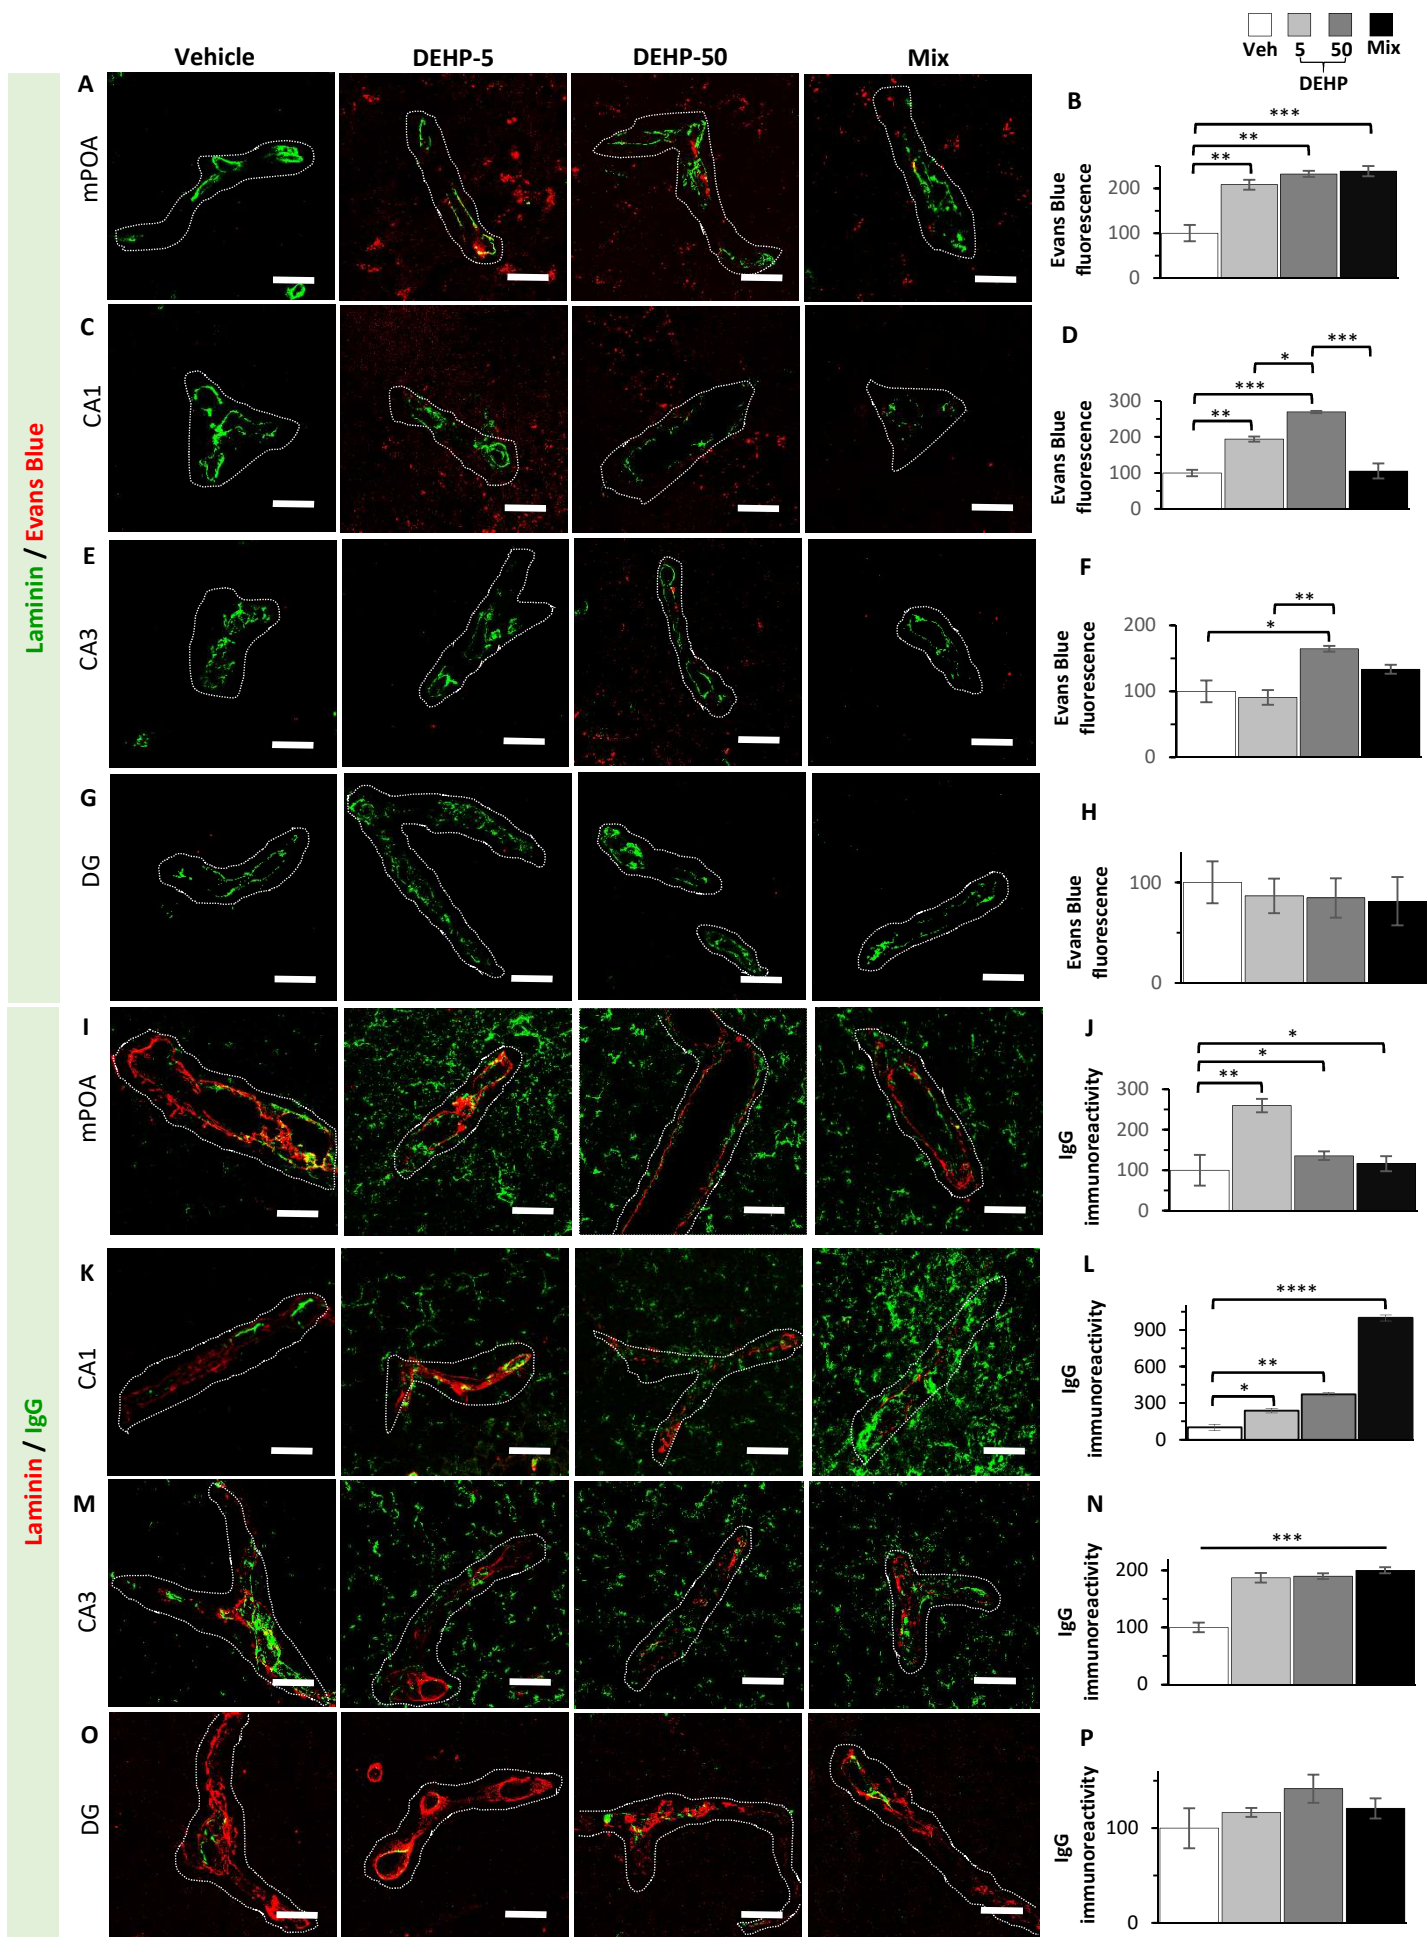 Vehicle DEHP-5 DEHP-50 Mix
Veh 5 50 Mix
DEHP
Laminin / Evans Blue
A
mPOA
B
***
**
**
Evans Blue
fluorescence
200
100
0
C
CA1
D
***
*
***
**
Evans Blue
fluorescence
300
200
100
0
E
CA3
F
**
*
Evans Blue
fluorescence
200
100
0
G
DG
H
Evans Blue
fluorescence
100
0
Laminin / IgG
I
mPOA
J
*
*
**
IgG
immunoreactivity
300
200
100
0
K
CA1
L
****
**
*
IgG
immunoreactivity
900
600
300
0
M
CA3
N
***
IgG
immunoreactivity
200
100
0
O
DG
P
IgG
immunoreactivity
100
0